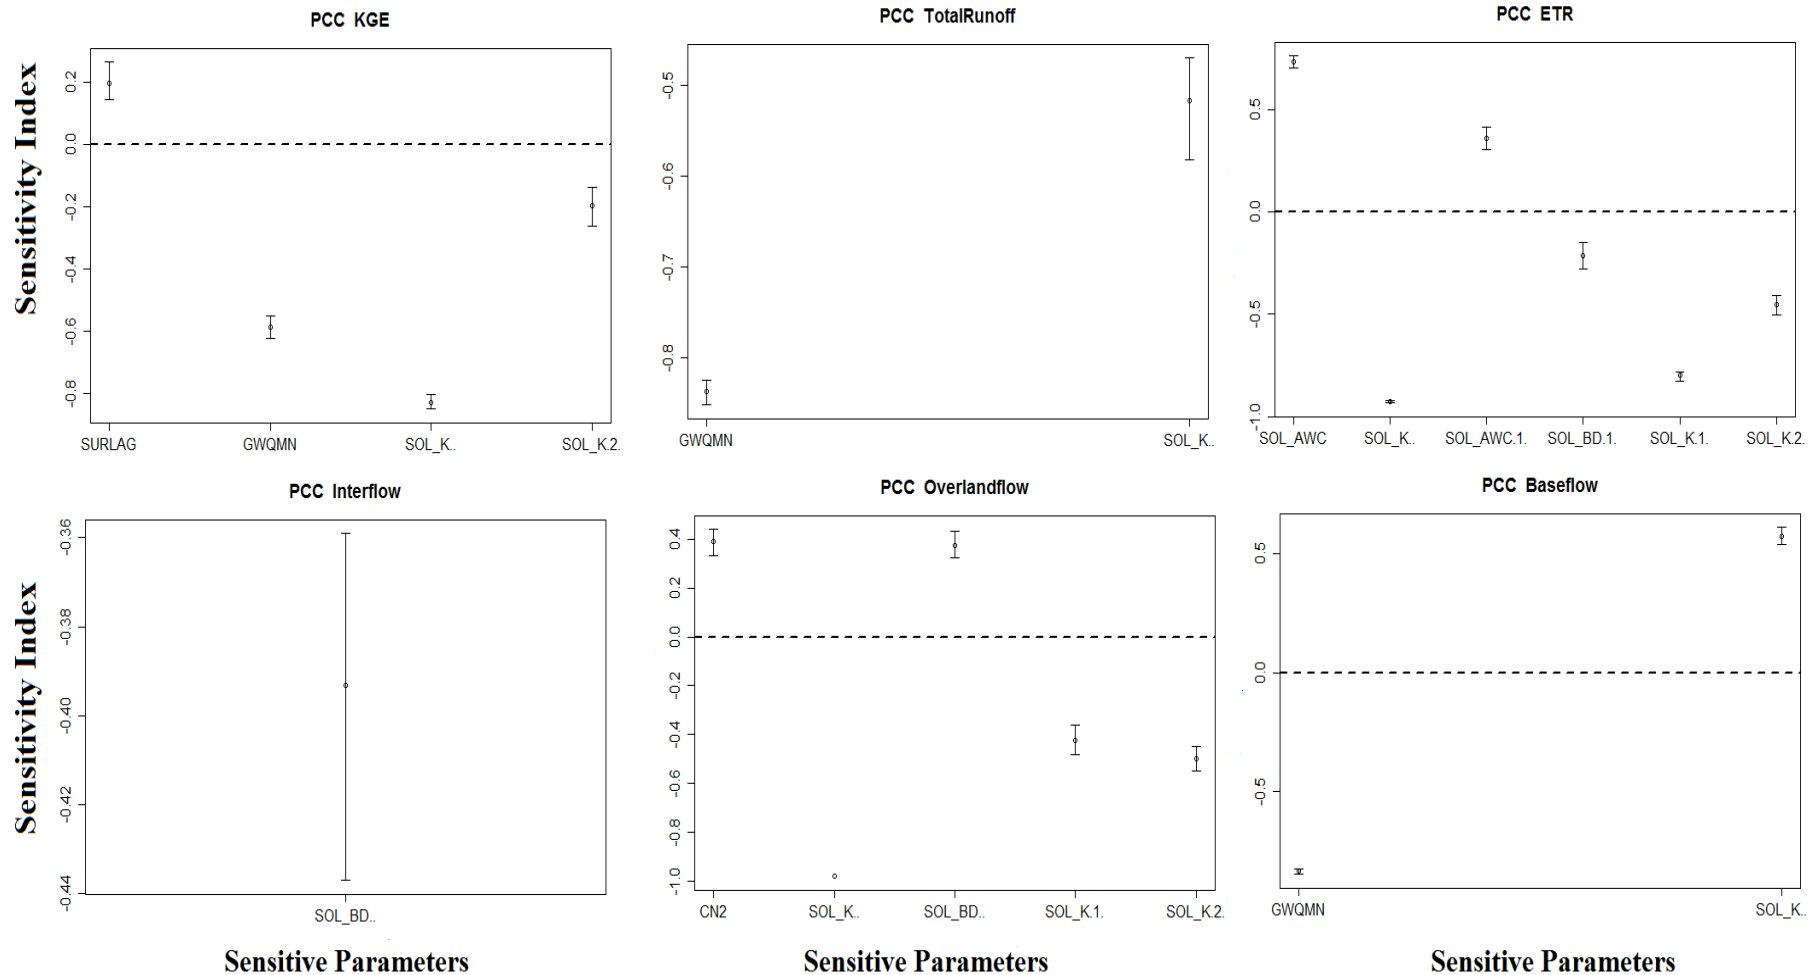 PCC KGE
Sensitivity Index
0.2
0.0
-0.2
-0.4
-0.6
-0.8
SURLAG GWQMN SOL_K.. SOL_K.2.
PCC TotalRunoff
-0.5
-0.6
-0.7
-0.8
GWQMN SOL_K..
PCC ETR
0.5
0.0
-0.5
-1.0
SOL_AWC SOL_K.. SOL_AWC.1. SOL_BD.1. SOL_K.1. SOL_K.2.
PCC Interflow
Sensitivity Index
-0.36
-0.38
-0.40
-0.42
-0.44
SOL_BD..
Sensitive Parameters
PCC Overlandflow
0.4
0.2
0.0
-0.2
-0.4
-0.6
-0.8
-1.0
CN2 SOL_K.. SOL_BD.. SOL_K.1. SOL_K.2.
Sensitive Parameters
PCC Baseflow
0.5
0.0
-0.5
GWQMN SOL_K..
Sensitive Parameters